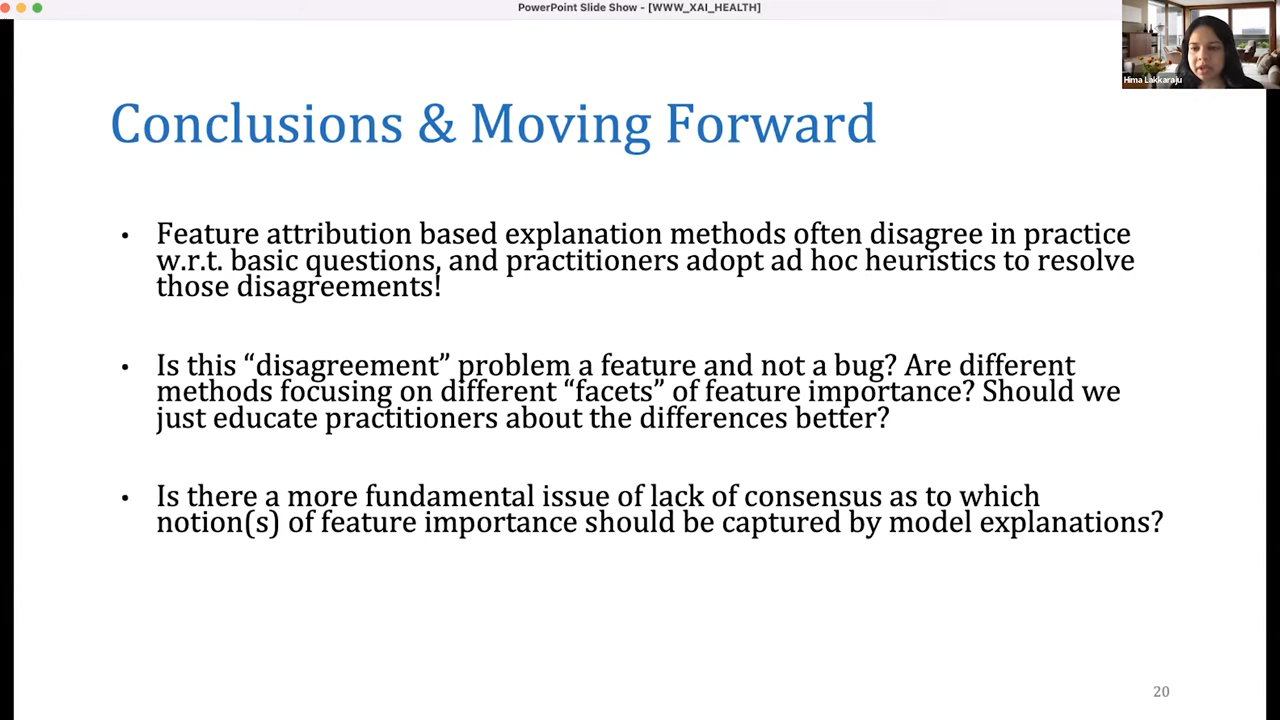 PowerPoint Slide Show - [WWW_XAI_HEALTH]
Hima Lakkaraju
Conclusions & Moving Forward
• Feature attribution based explanation methods often disagree in practice
w.r.t. basic questions, and practitioners adopt ad hoc heuristics to resolve
those disagreements!
• Is this “disagreement” problem a feature and not a bug? Are different
methods focusing on different “facets” of feature importance? Should we
just educate practitioners about the differences better?
• Is there a more fundamental issue of lack of consensus as to which
notion(s) of feature importance should be captured by model explanations?
20